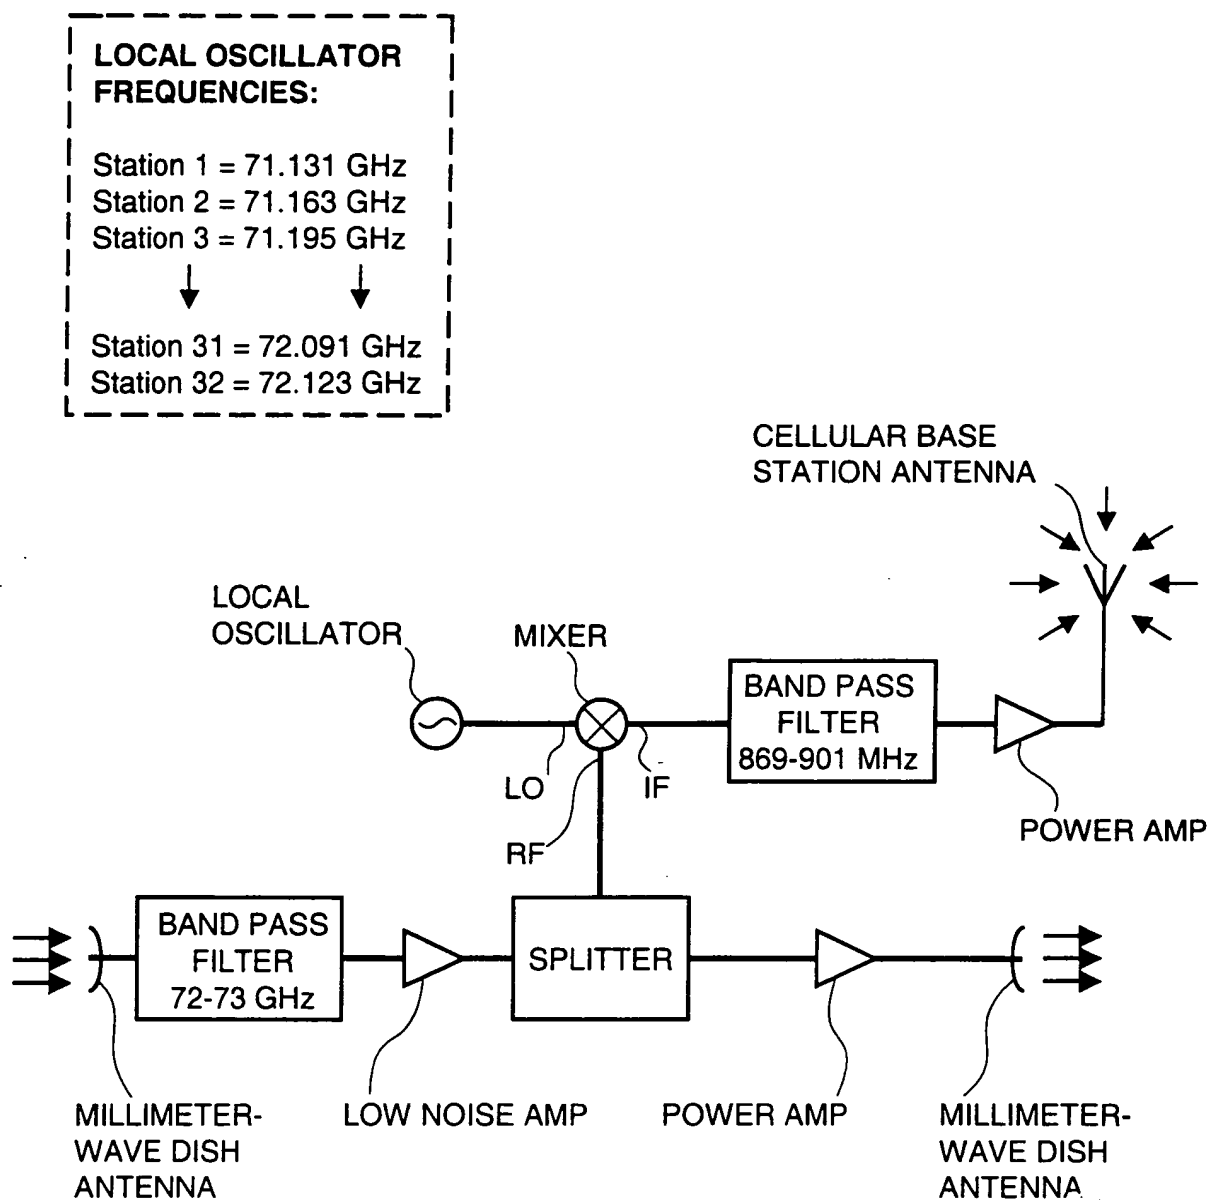 LOCAL OSCILLATOR
FREQUENCIES:
Station 1 = 71.131 GHz
Station 2 = 71.163 GHz
Station 3 = 71.195 GHz
Station 31 = 72.091 GHz
Station 32 = 72.123 GHz
CELLULAR BASE
STATION ANTENNA
LOCAL
OSCILLATOR
MIXER
BAND PASS
FILTER
869-901 MHz
LO
IF
RF
POWER AMP
BAND PASS
FILTER
72-73 GHz
SPLITTER
MILLIMETER-
WAVE DISH
ANTENNA
LOW NOISE AMP
POWER AMP
MILLIMETER-
WAVE DISH
ANTENNA